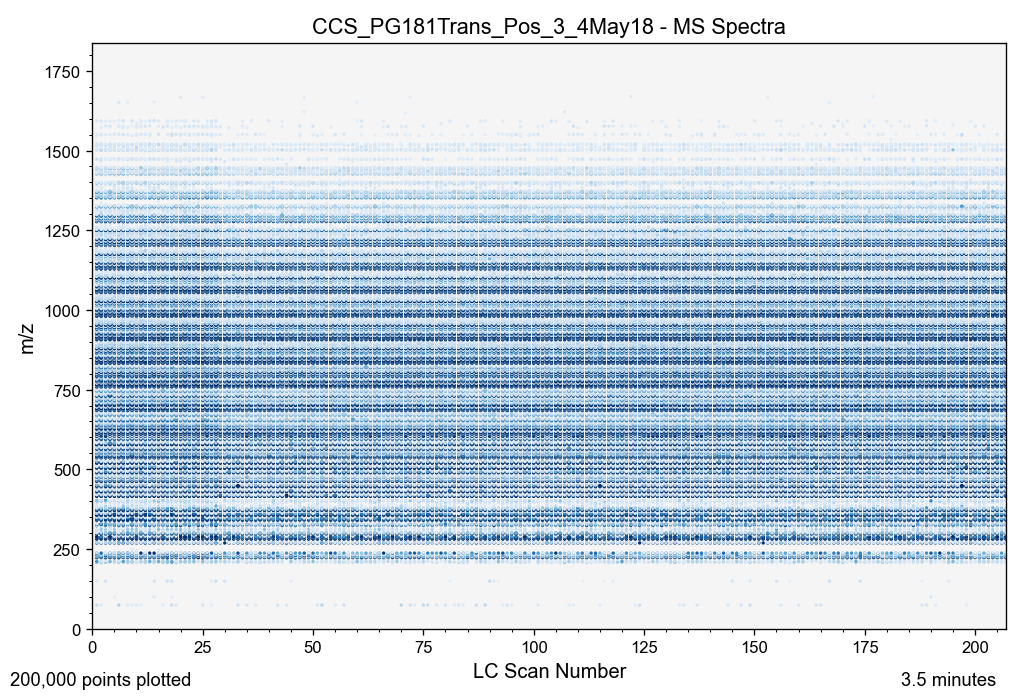 CCS_PG181Trans_Pos_3_4May18 - MS Spectra
1750
1500
1250
1000
750
500
250
0
m/z
0 25 50 75 100 125 150 175 200
LC Scan Number
200,000 points plotted
3.5 minutes